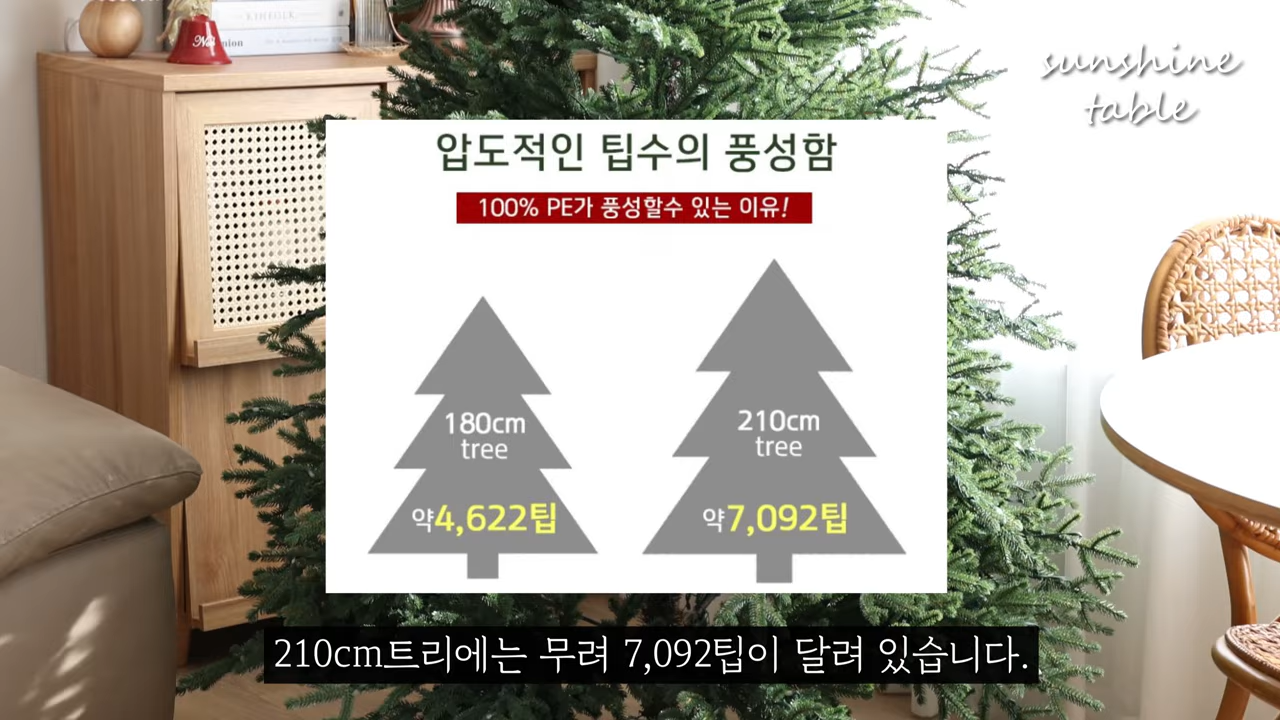 KINFOLK
sunshine
table
압도적인 팁수의 풍성함
100% PE가 풍성할수 있는 이유!
180cm
tree
약4,622팁
210cm
tree
약7,092팁
210cm트리에는 무려 7,092팁이 달려 있습니다.